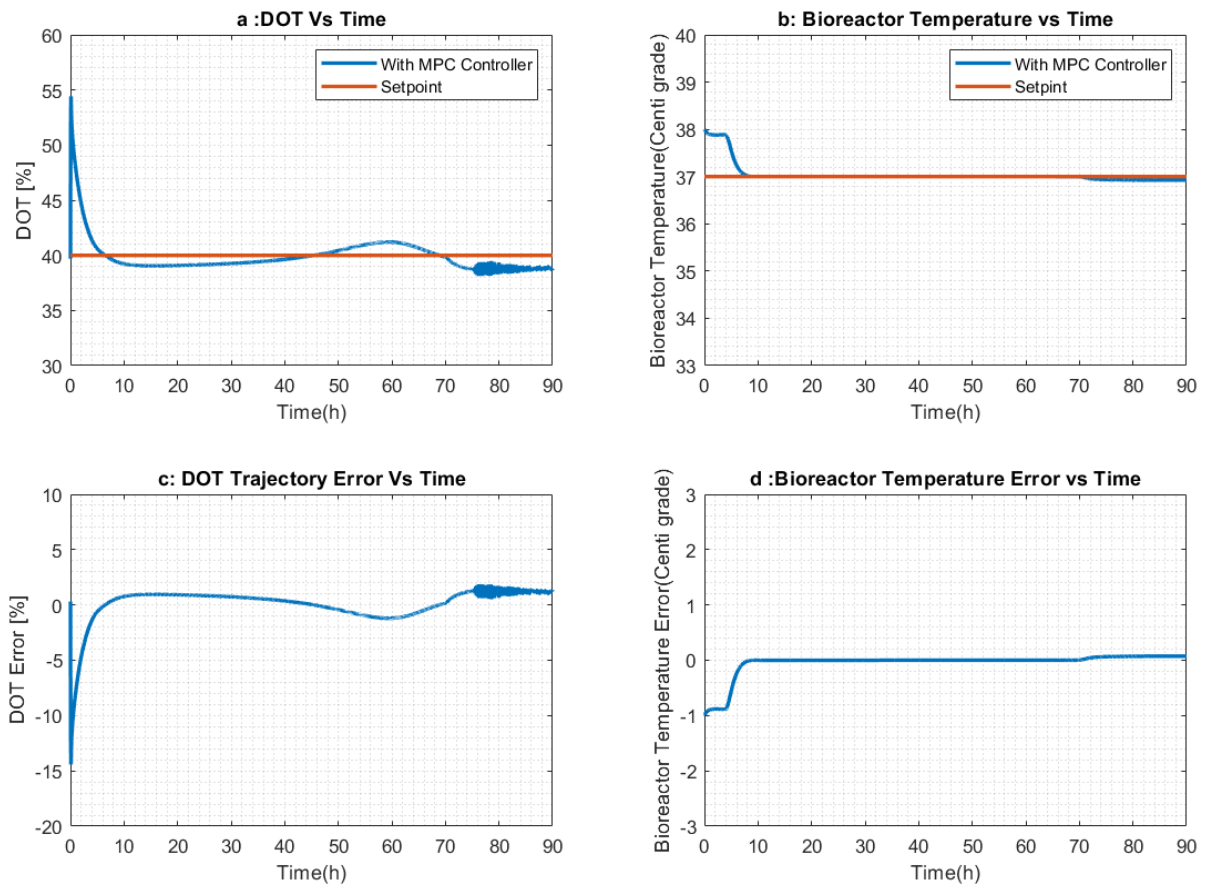 a :DOT Vs Time
60
55
50
45
40
35
30
DOT [%]
With MPC Controller
Setpoint
0 10 20 30 40 50 60 70 80 90
Time(h)
b: Bioreactor Temperature vs Time
40
39
38
37
36
35
34
33
Bioreactor Temperature(Centi grade)
With MPC Controller
Setpint
0 10 20 30 40 50 60 70 80 90
Time(h)
c: DOT Trajectory Error Vs Time
10
5
0
-5
-10
-15
-20
DOT Error [%]
0 10 20 30 40 50 60 70 80 90
Time(h)
d :Bioreactor Temperature Error vs Time
3
2
1
0
-1
-2
-3
Bioreactor Temperature Error(Centi grade)
0 10 20 30 40 50 60 70 80 90
Time(h)